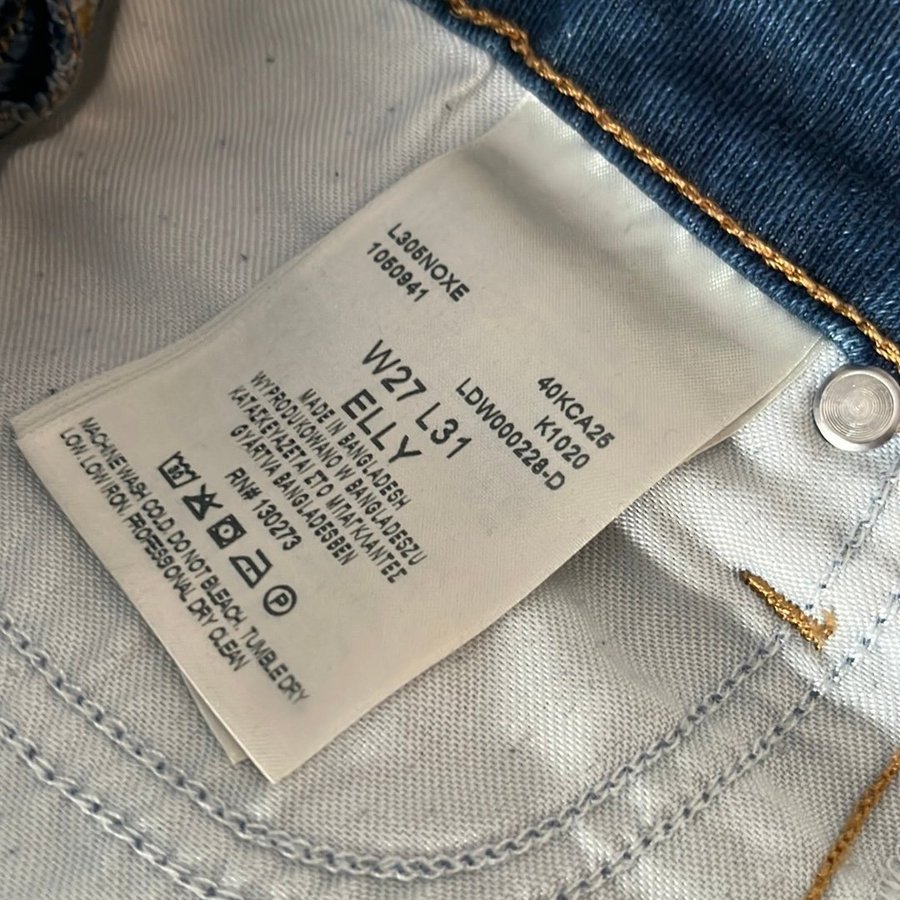 L305NOXE
1050941
40KCA25
K1020
LDW000228-D
W27 L31
ELLY
MADE IN BANGLADESH
WYPRODUKOWANO W BANGLADESZU
ΚΑΤΑΣΚΕΥΑΖΕΤΑΙ ΣΤΟ ΜΠΑΓΚΛΑΝΤΕΣ
GYÁRTVA BANGLADESBEN
RN# 130273
P
MACHINE WASH COLD. DO NOT BLEACH. TUMBLE DRY
LOW. LOW IRON. PROFESSIONAL DRY CLEAN